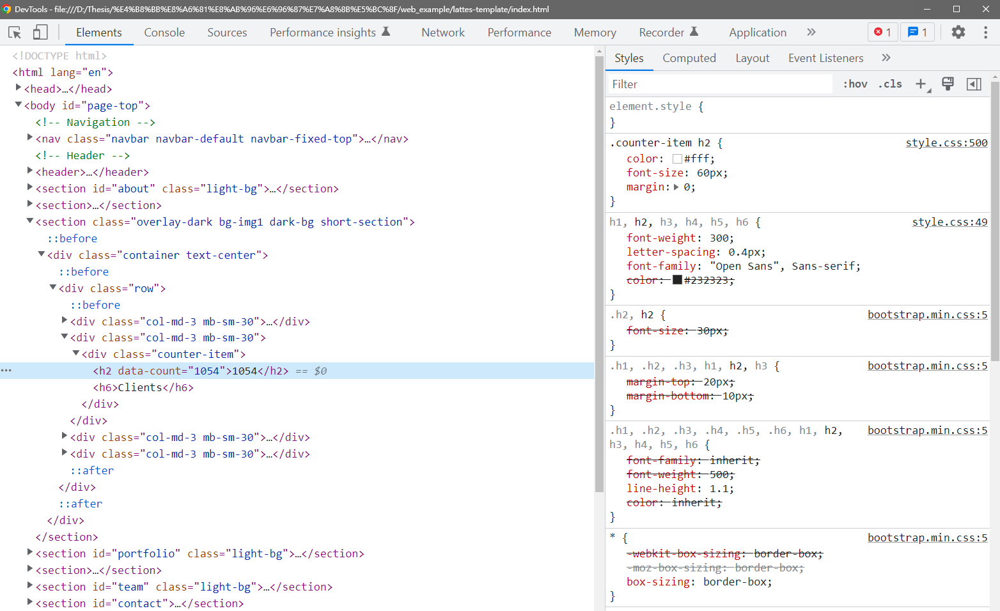 DevTools - file:///D:/Thesis/%E4%B8%BB%E8%A6%81%E8%AB%96%E6%96%87%E7%A8%8B%E5%BC%8F/web_example/lattes-template/index.html
Elements Console Sources Performance insights Network Performance Memory Recorder Application » 1 1
<!DOCTYPE html>
<html lang="en">
<head>…</head>
<body id="page-top">
<!-- Navigation -->
<nav class="navbar navbar-default navbar-fixed-top">…</nav>
<!-- Header -->
<header>…</header>
<section id="about" class="light-bg">…</section>
<section>…</section>
<section class="overlay-dark bg-img1 dark-bg short-section">
::before
<div class="container text-center">
::before
<div class="row">
::before
<div class="col-md-3 mb-sm-30">…</div>
<div class="col-md-3 mb-sm-30">
<div class="counter-item">
<h2 data-count="1054">1054</h2> == $0
<h6>Clients</h6>
</div>
</div>
<div class="col-md-3 mb-sm-30">…</div>
<div class="col-md-3 mb-sm-30">…</div>
::after
</div>
::after
</div>
</section>
<section id="portfolio" class="light-bg">…</section>
<section>…</section>
<section id="team" class="light-bg">…</section>
<section id="contact">…</section>
Styles Computed Layout Event Listeners »
Filter :hov .cls +
element.style {
}
.counter-item h2 { style.css:500
color: #fff;
font-size: 60px;
margin: 0;
}
h1, h2, h3, h4, h5, h6 { style.css:49
font-weight: 300;
letter-spacing: 0.4px;
font-family: "Open Sans", Sans-serif;
color: #232323;
}
.h2, h2 { bootstrap.min.css:5
font-size: 30px;
}
.h1, .h2, .h3, h1, h2, h3 { bootstrap.min.css:5
margin-top: 20px;
margin-bottom: 10px;
}
.h1, .h2, .h3, .h4, .h5, .h6, h1, h2, bootstrap.min.css:5
h3, h4, h5, h6 {
font-family: inherit;
font-weight: 500;
line-height: 1.1;
color: inherit;
}
* { bootstrap.min.css:5
-webkit-box-sizing: border-box;
-moz-box-sizing: border-box;
box-sizing: border-box;
}